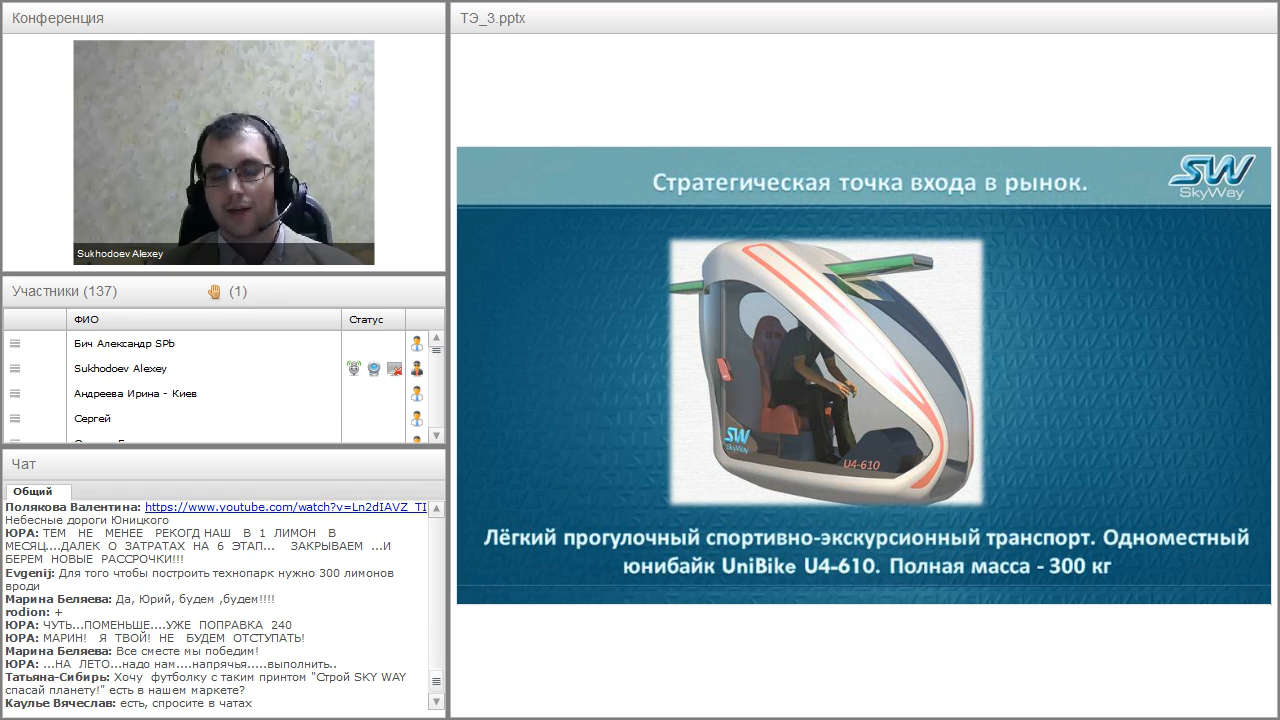 Конференция
Sukhodoev Alexey
Участники (137)
(1)
ФИО
Статус
Бич Александр SPb
Sukhodoev Alexey
Андреева Ирина - Киев
Сергей
Чат
Общий
Полякова Валентина: https://www.youtube.com/watch?v=Ln2dIAVZ_TI
Небесные дороги Юницкого
ЮРА: ТЕМ НЕ МЕНЕЕ РЕКОГД НАШ В 1 ЛИМОН В
МЕСЯЦ....ДАЛЕК О ЗАТРАТАХ НА 6 ЭТАП... ЗАКРЫВАЕМ ...И
БЕРЕМ НОВЫЕ РАССРОЧКИ!!!
Evgenij: Для того чтобы построить технопарк нужно 300 лимонов
вроди
Марина Беляева: Да, Юрий, будем ,будем!!!!
rodion: +
ЮРА: ЧУТЬ...ПОМЕНЬШЕ....УЖЕ ПОПРАВКА 240
ЮРА: МАРИН! Я ТВОЙ! НЕ БУДЕМ ОТСТУПАТЬ!
Марина Беляева: Все сместе мы победим!
ЮРА: ...НА ЛЕТО...надо нам....напрячья.....выполнить..
Татьяна-Сибирь: Хочу футболку с таким принтом "Строй SKY WAY
спасай планету!" есть в нашем маркете?
Каулье Вячеслав: есть, спрусите в чатах
ТЭ_3.pptx
Стратегическая точка входа в рынок.
SW
SkyWay
SW
SkyWay
U4-610
Лёгкий прогулочный спортивно-экскурсионный транспорт. Одноместный
юнибайк UniBike U4-610. Полная масса - 300 кг